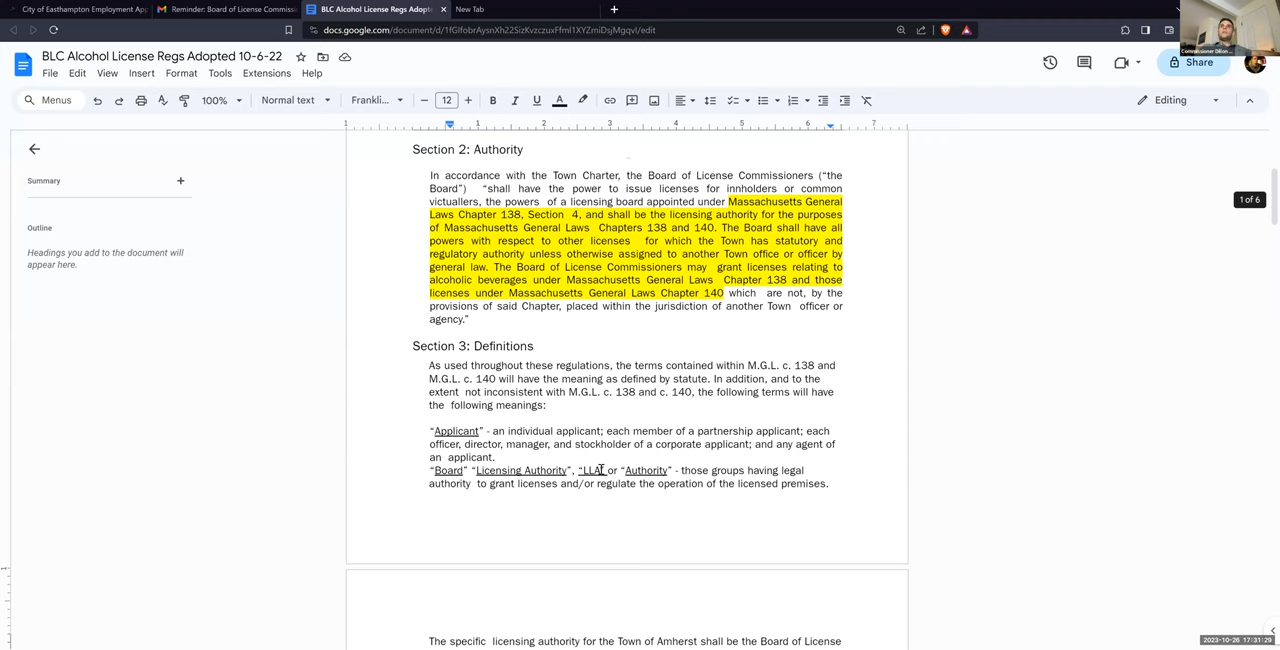 City of Easthampton Employment Ap
Reminder: Board of License Commiss
BLC Alcohol License Regs Adopted
New Tab
docs.google.com/document/d/1fGIfobrAysnXh22SizKvzczuxFfml1XYZmiDsjMgqvI/edit
Commissioner Dillon
BLC Alcohol License Regs Adopted 10-6-22
File Edit View Insert Format Tools Extensions Help
Share
Menus
100%
Normal text
Frankli...
12
Editing
1 1 2 3 4 5 6 7
Section 2: Authority
Summary
Outline
Headings you add to the document will
appear here.
1 of 6
In accordance with the Town Charter, the Board of License Commissioners (“the
Board”) “shall have the power to issue licenses for innholders or common
victuallers, the powers of a licensing board appointed under Massachusetts General
Laws Chapter 138, Section 4, and shall be the licensing authority for the purposes
of Massachusetts General Laws Chapters 138 and 140. The Board shall have all
powers with respect to other licenses for which the Town has statutory and
regulatory authority unless otherwise assigned to another Town office or officer by
general law. The Board of License Commissioners may grant licenses relating to
alcoholic beverages under Massachusetts General Laws Chapter 138 and those
licenses under Massachusetts General Laws Chapter 140 which are not, by the
provisions of said Chapter, placed within the jurisdiction of another Town officer or
agency.”
Section 3: Definitions
As used throughout these regulations, the terms contained within M.G.L. c. 138 and
M.G.L. c. 140 will have the meaning as defined by statute. In addition, and to the
extent not inconsistent with M.G.L. c. 138 and c. 140, the following terms will have
the following meanings:
“Applicant” - an individual applicant; each member of a partnership applicant; each
officer, director, manager, and stockholder of a corporate applicant; and any agent of
an applicant.
“Board” “Licensing Authority”, “LLA” or “Authority” - those groups having legal
authority to grant licenses and/or regulate the operation of the licensed premises.
The specific licensing authority for the Town of Amherst shall be the Board of License
2023-10-26 17:31:29